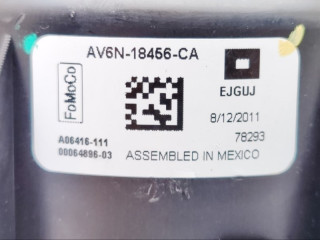 AV6N-18456-CA
FoMoCo
EJGUJ
8/12/2011
A06416-111
78293
00064896-03
ASSEMBLED IN MEXICO